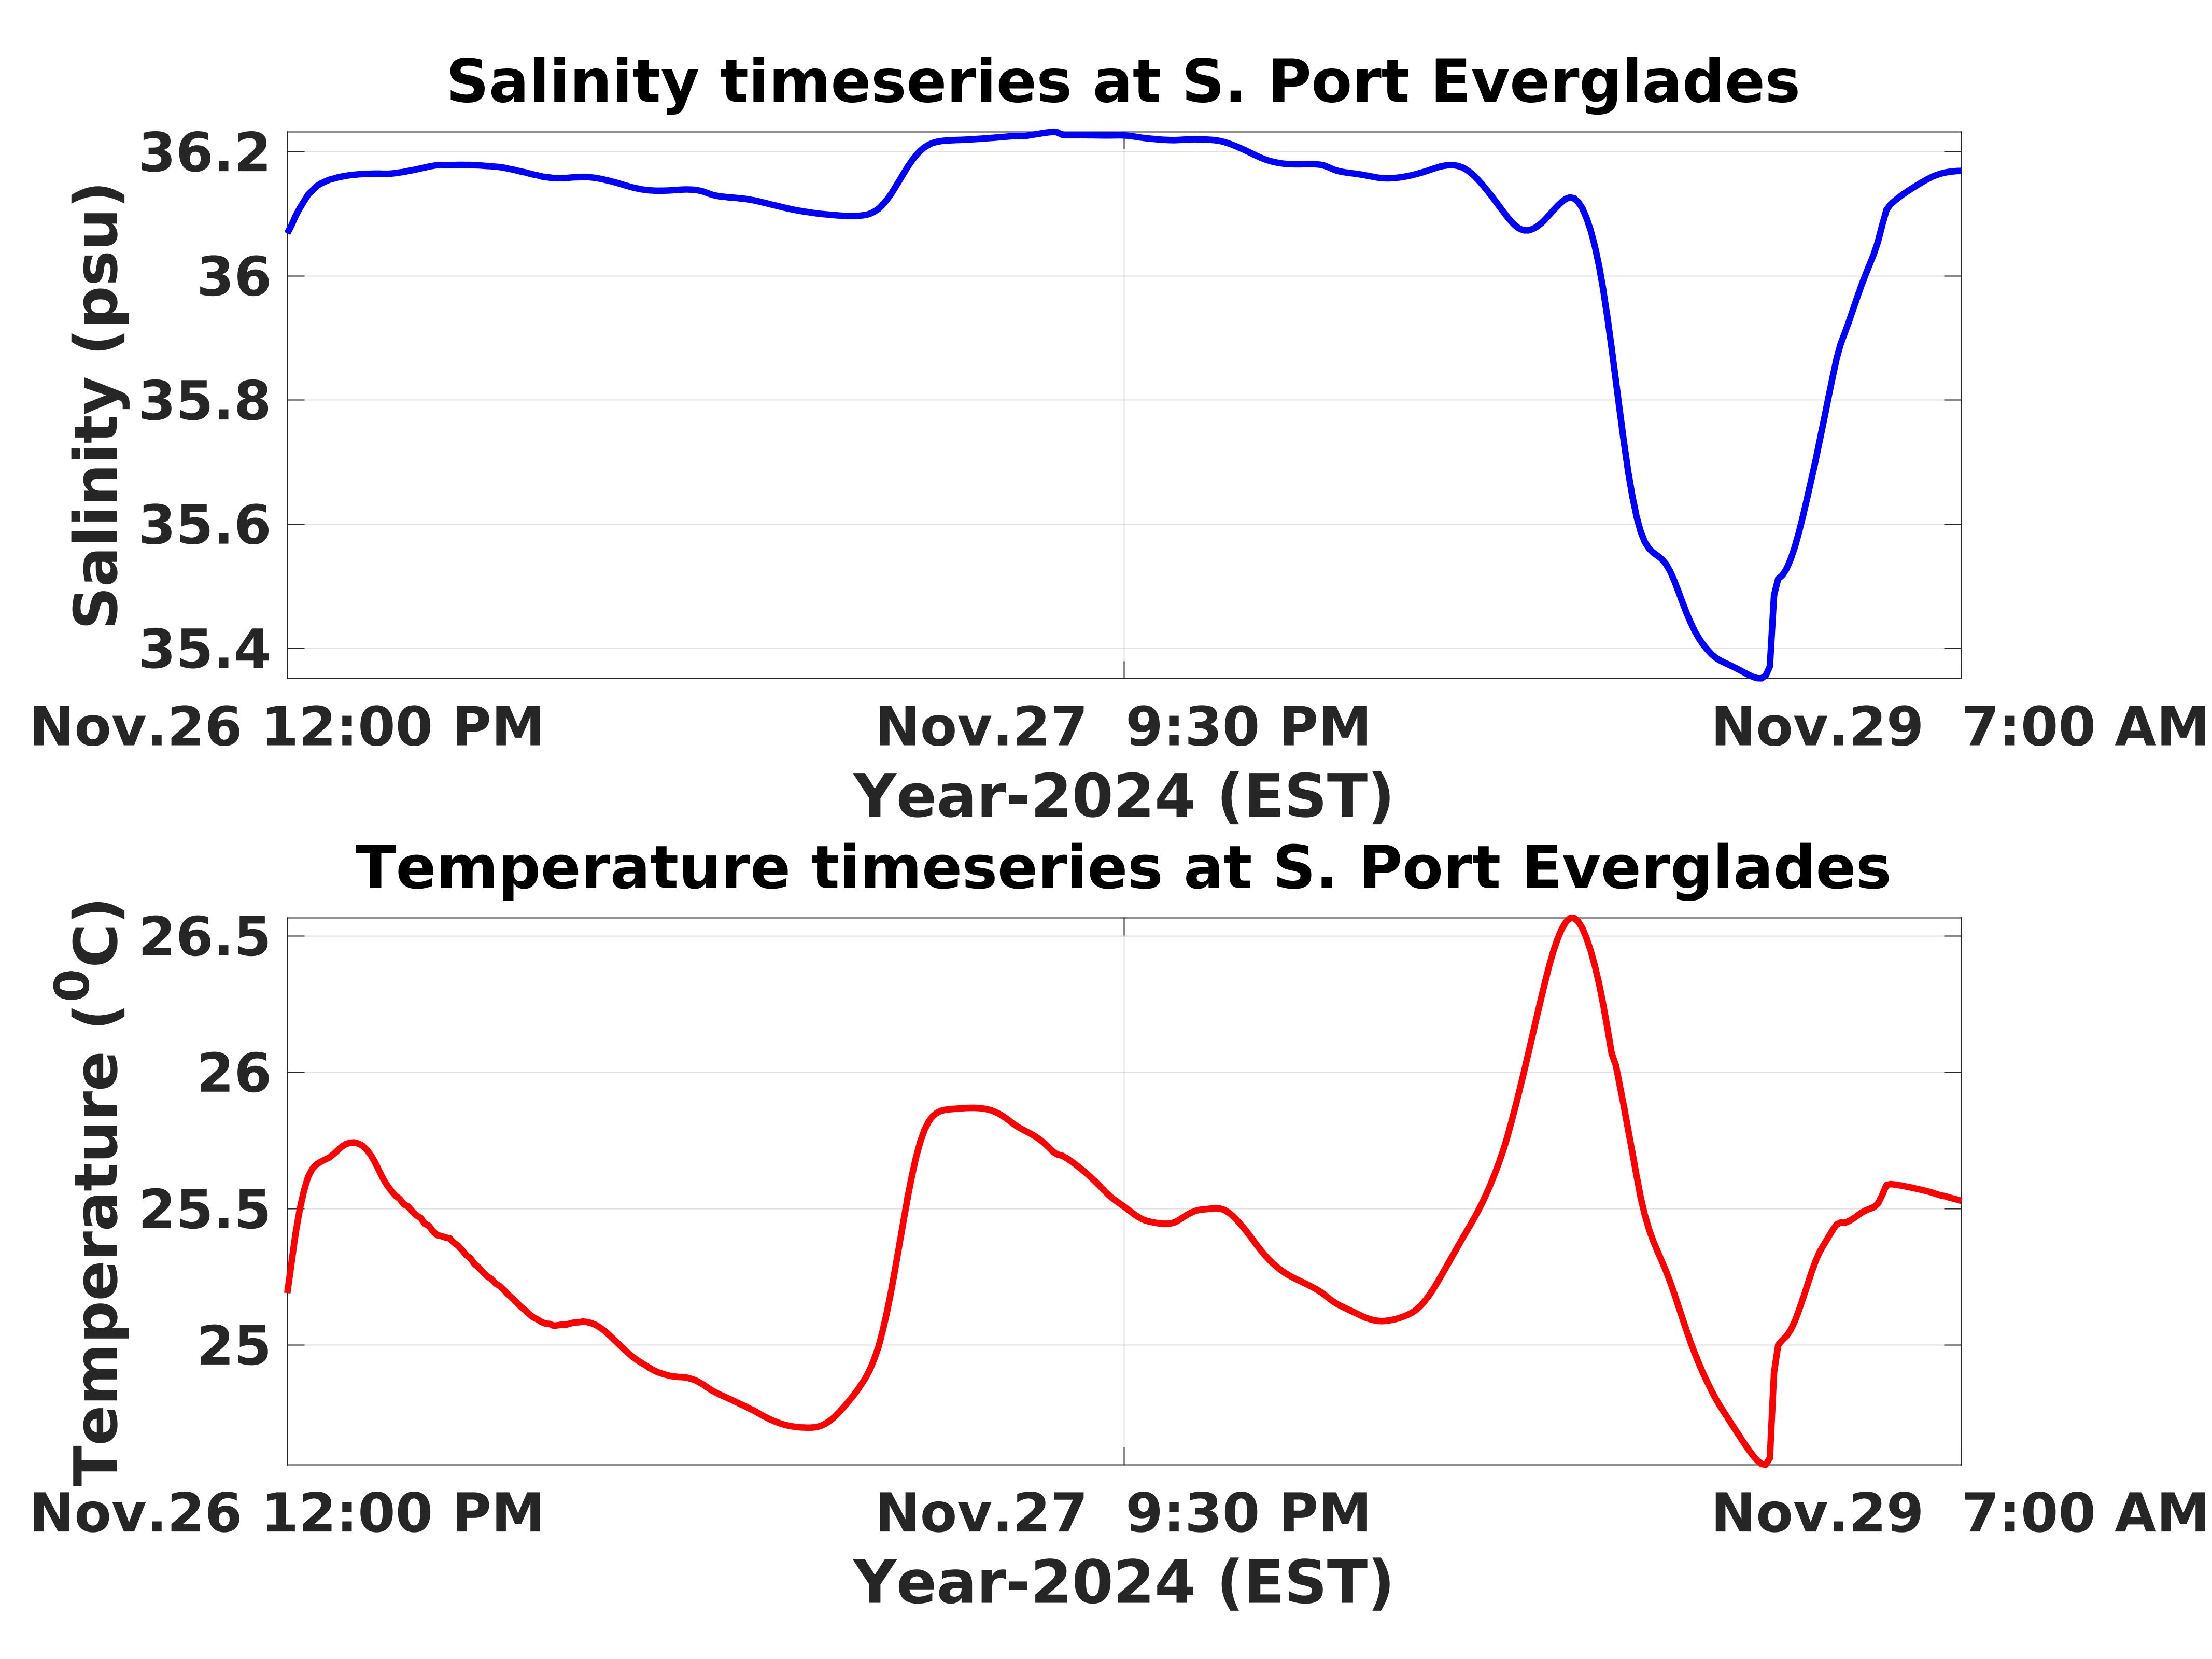 Salinity timeseries at S. Port Everglades
Salinity (psu)
36.2
36
35.8
35.6
35.4
Nov.26 12:00 PM
Nov.27  9:30 PM
Nov.29  7:00 AM
Year-2024 (EST)
Temperature timeseries at S. Port Everglades
Temperature (⁰C)
26.5
26
25.5
25
Nov.26 12:00 PM
Nov.27  9:30 PM
Nov.29  7:00 AM
Year-2024 (EST)